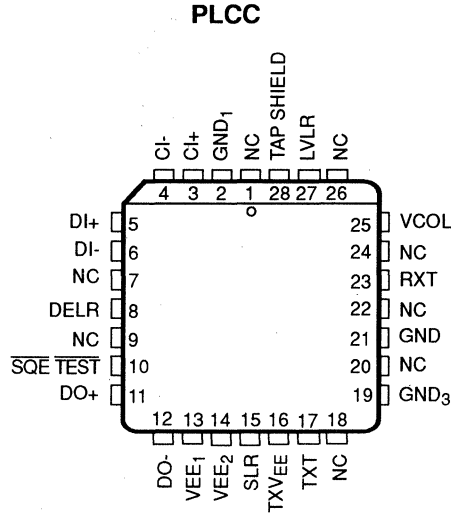 PLCC
CI-
CI+
GND1
NC
TAP SHIELD
LVLR
NC
4 3 2 1 28 27 26
DI+ 5
DI- 6
NC 7
DELR 8
NC 9
SQE TEST 10
DO+ 11
25 VCOL
24 NC
23 RXT
22 NC
21 GND
20 NC
19 GND3
12 13 14 15 16 17 18
DO-
VEE1
VEE2
SLR
TXVEE
TXT
NC